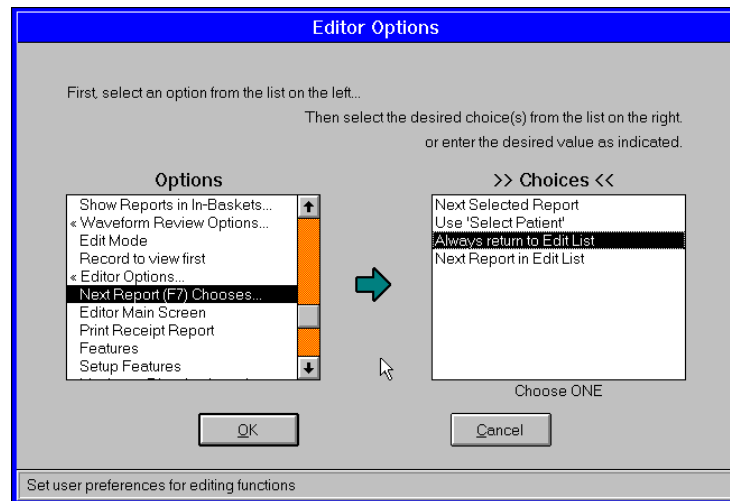 Editor Options
First, select an option from the list on the left...
Then select the desired choice(s) from the list on the right.
or enter the desired value as indicated.
Options
Show Reports in In-Baskets...
« Waveform Review Options...
Edit Mode
Record to view first
« Editor Options...
Next Report (F7) Chooses...
Editor Main Screen
Print Receipt Report
Features
Setup Features
>> Choices <<
Next Selected Report
Use 'Select Patient'
Always return to Edit List
Next Report in Edit List
Choose ONE
OK
Cancel
Set user preferences for editing functions